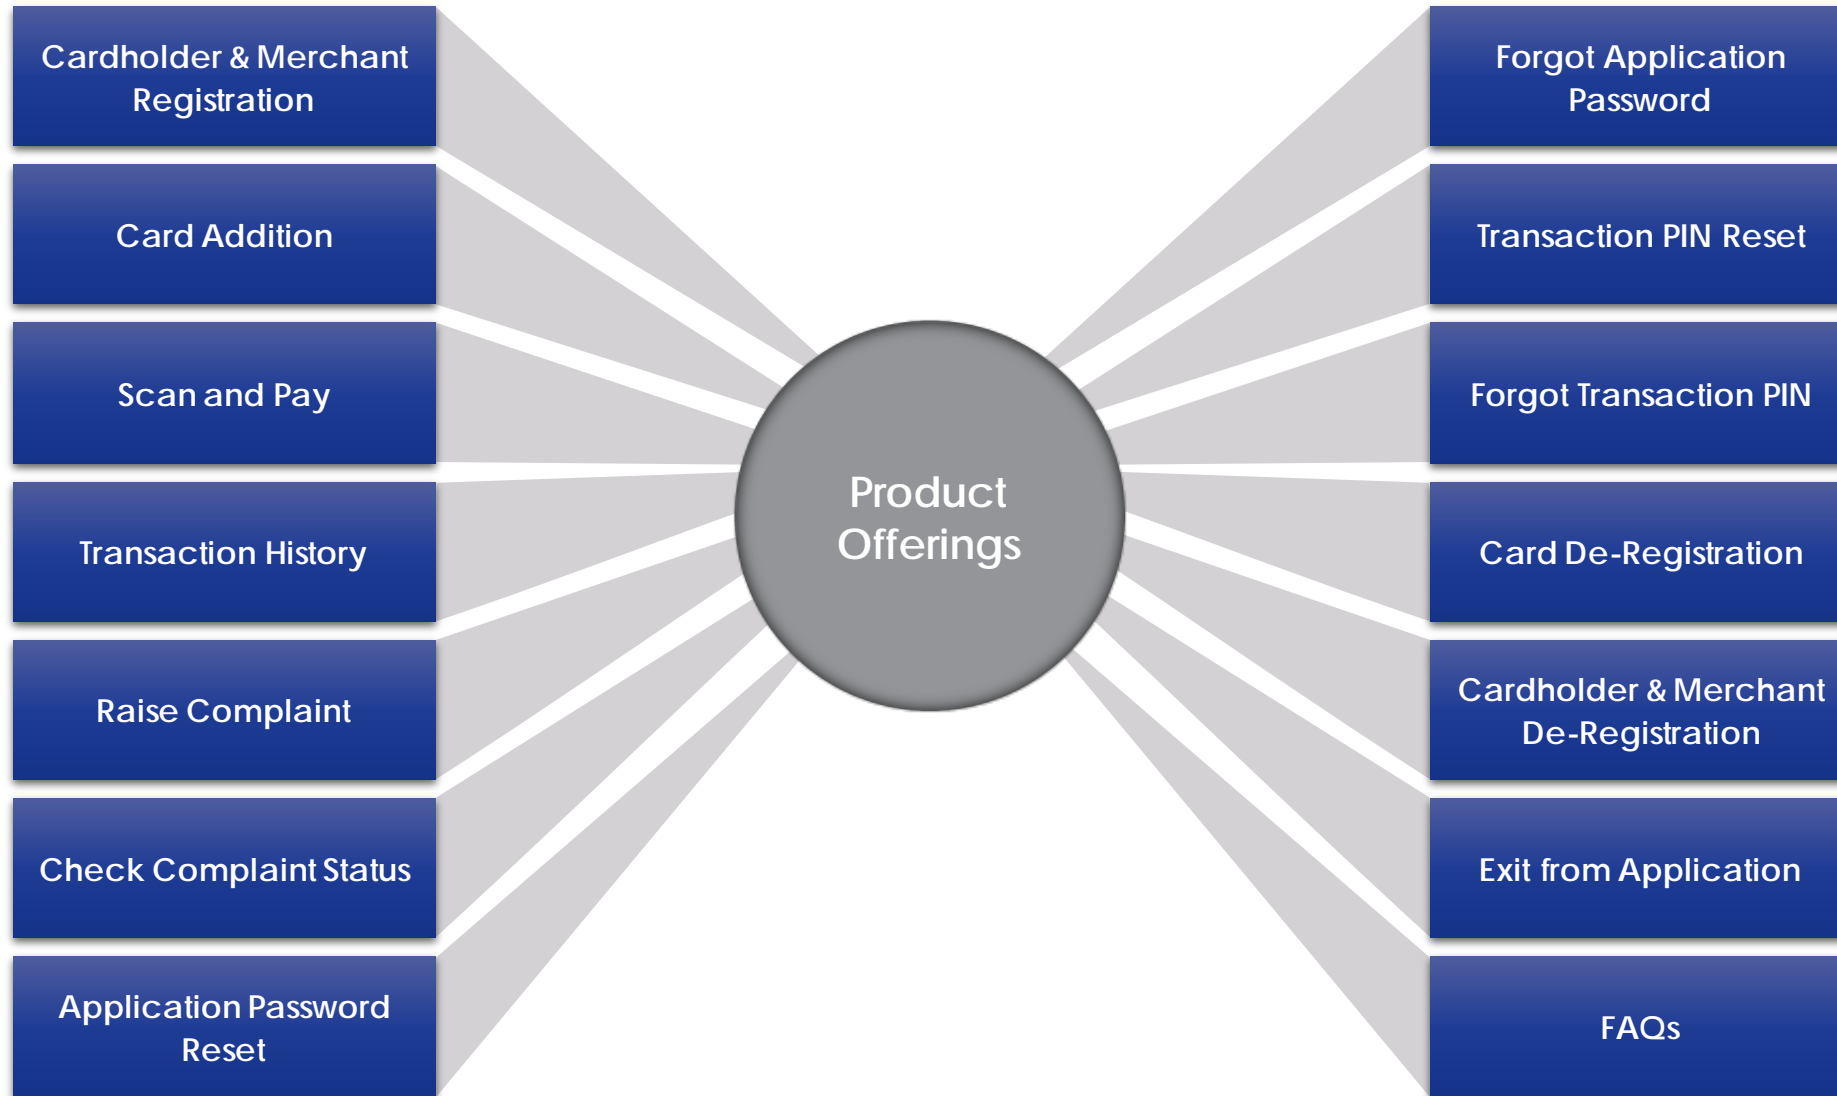 Cardholder & Merchant
Registration
Card Addition
Scan and Pay
Transaction History
Raise Complaint
Check Complaint Status
Application Password
Reset
Product
Offerings
Forgot Application
Password
Transaction PIN Reset
Forgot Transaction PIN
Card De-Registration
Cardholder & Merchant
De-Registration
Exit from Application
FAQs